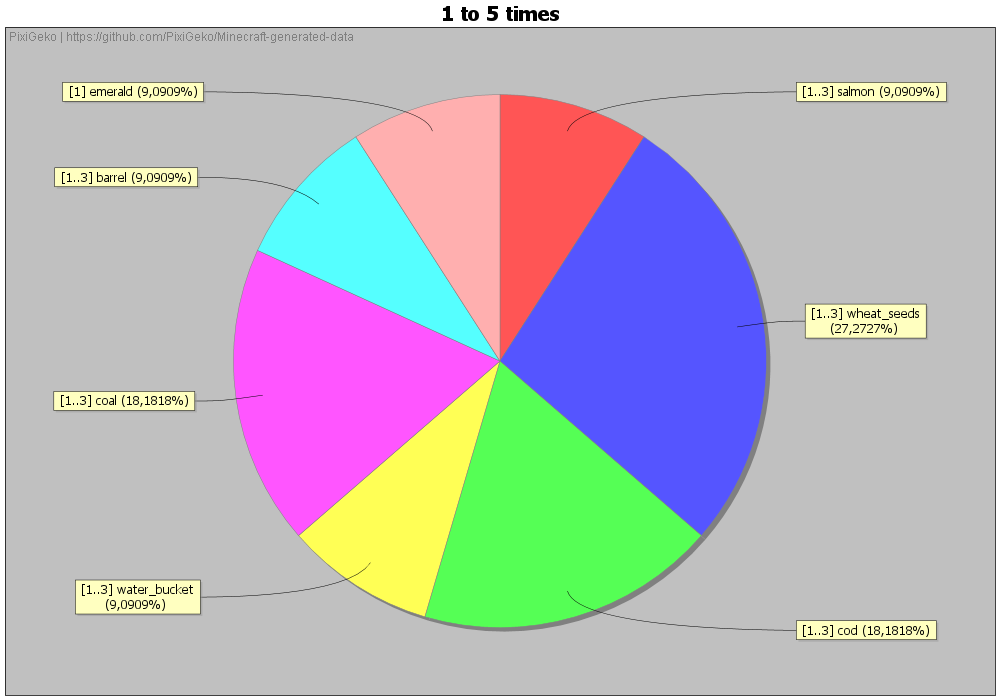 1 to 5 times
PixiGeko | https://github.com/PixiGeko/Minecraft-generated-data
[1] emerald (9,0909%)
[1..3] salmon (9,0909%)
[1..3] barrel (9,0909%)
[1..3] wheat_seeds
(27,2727%)
[1..3] coal (18,1818%)
[1..3] water_bucket
(9,0909%)
[1..3] cod (18,1818%)